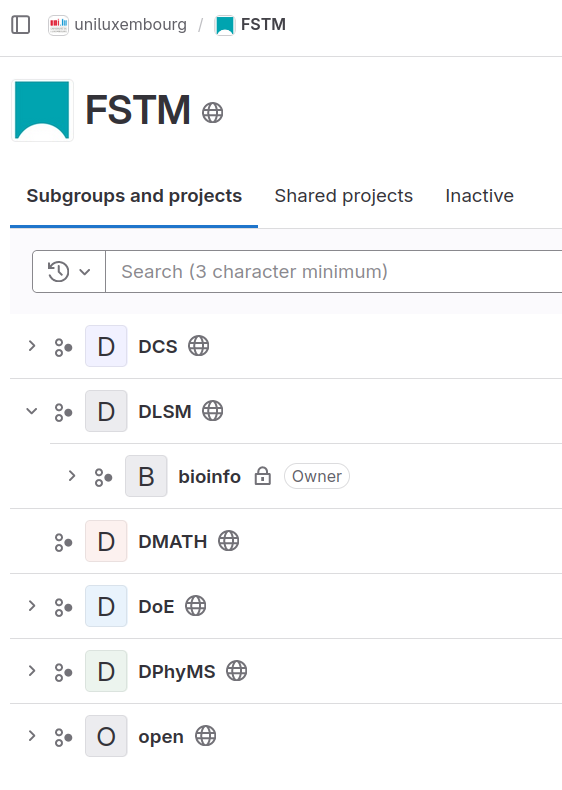 uniluxembourg / FSTM
FSTM
Subgroups and projects Shared projects Inactive
Search (3 character minimum)
D DCS
D DLSM
B bioinfo Owner
D DMATH
D DoE
D DPhyMS
O open